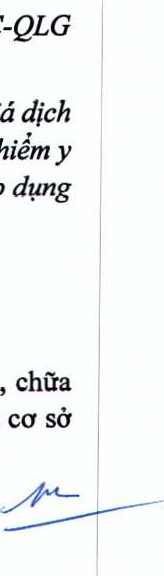 -QLG
á dịch
hiểm y
dụng
, chữa
cơ sở